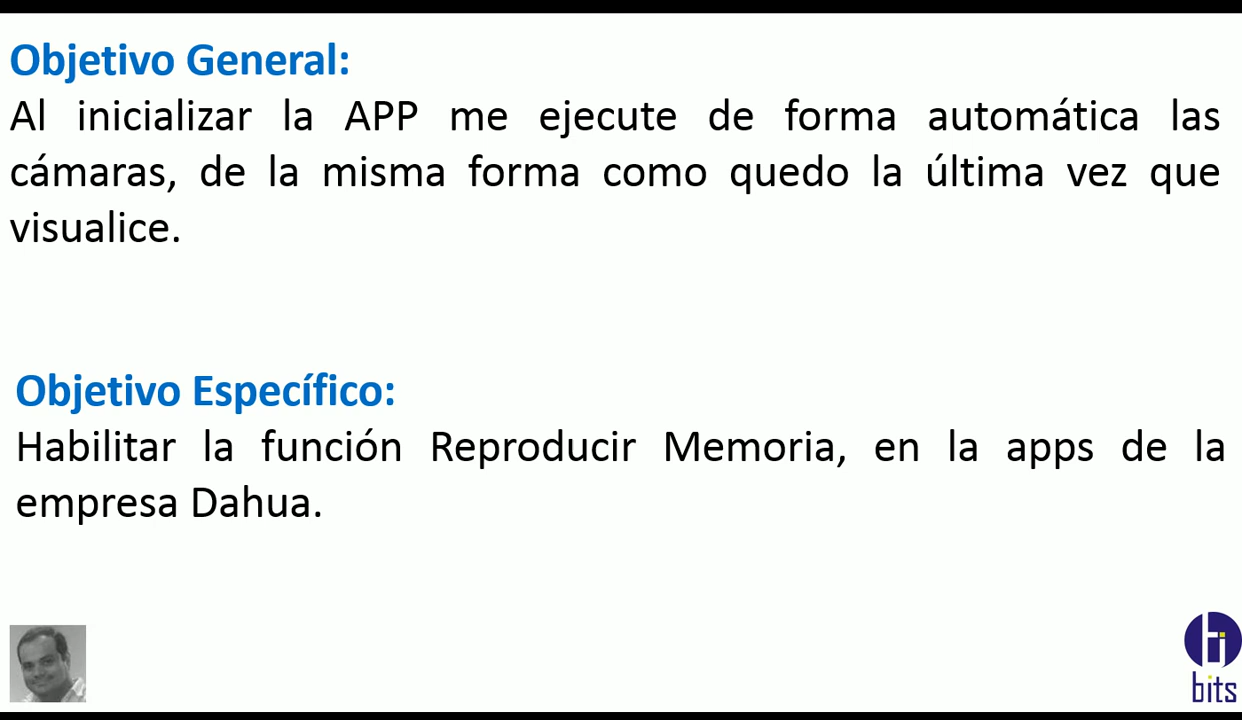 Objetivo General:
Al inicializar la APP me ejecute de forma automática las
cámaras, de la misma forma como quedo la última vez que
visualice.
Objetivo Específico:
Habilitar la función Reproducir Memoria, en la apps de la
empresa Dahua.
bits